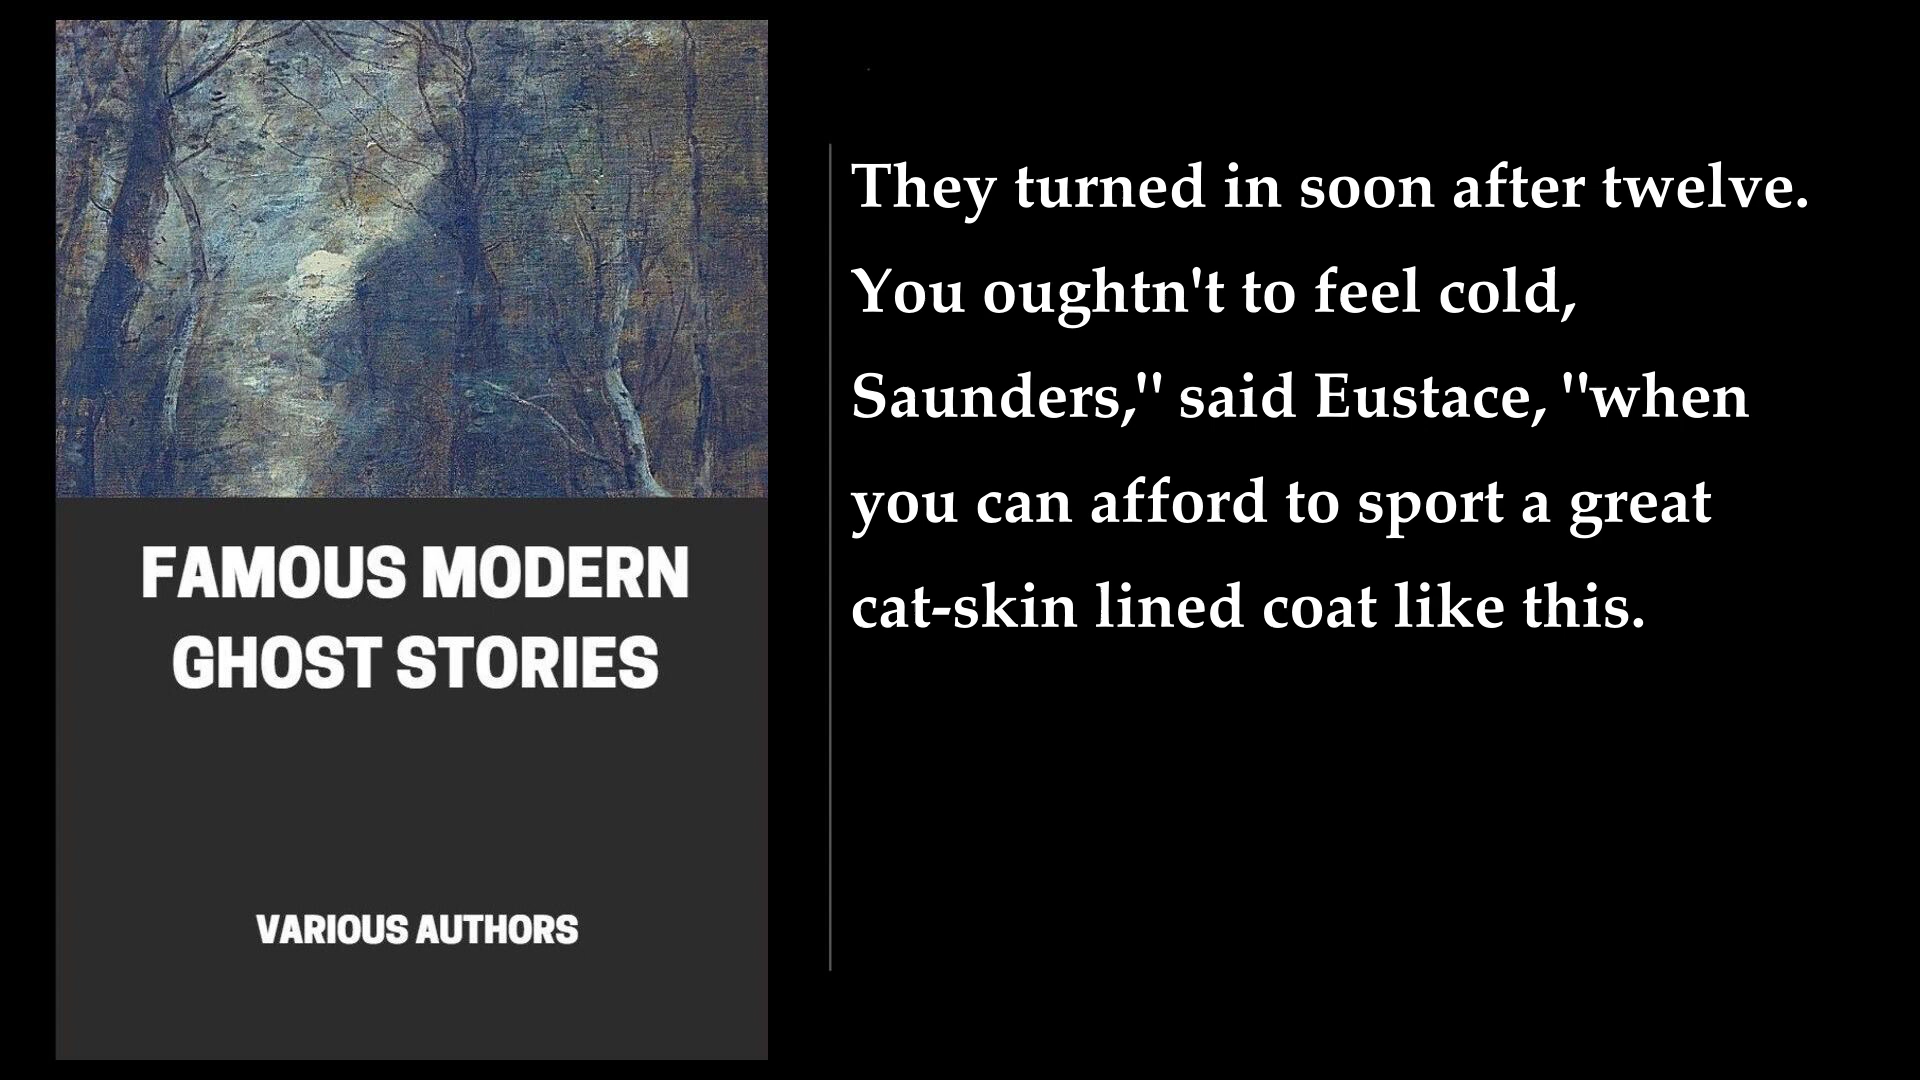 FAMOUS MODERN
GHOST STORIES
VARIOUS AUTHORS
They turned in soon after twelve.
You oughtn't to feel cold,
Saunders," said Eustace, "when
you can afford to sport a great
cat-skin lined coat like this.